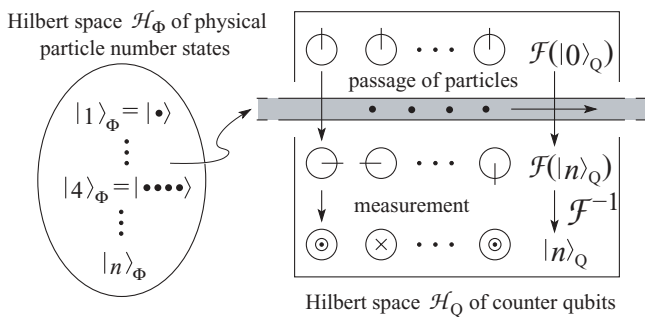 Hilbert space ℋ_Φ of physical
particle number states
|1⟩_Φ = |•⟩
⋮
|4⟩_Φ = |••••⟩
⋮
|n⟩_Φ
· · · ℱ(|0⟩_Q)
passage of particles
· · · ℱ(|n⟩_Q)
measurement ℱ⁻¹
· · · |n⟩_Q
Hilbert space ℋ_Q of counter qubits